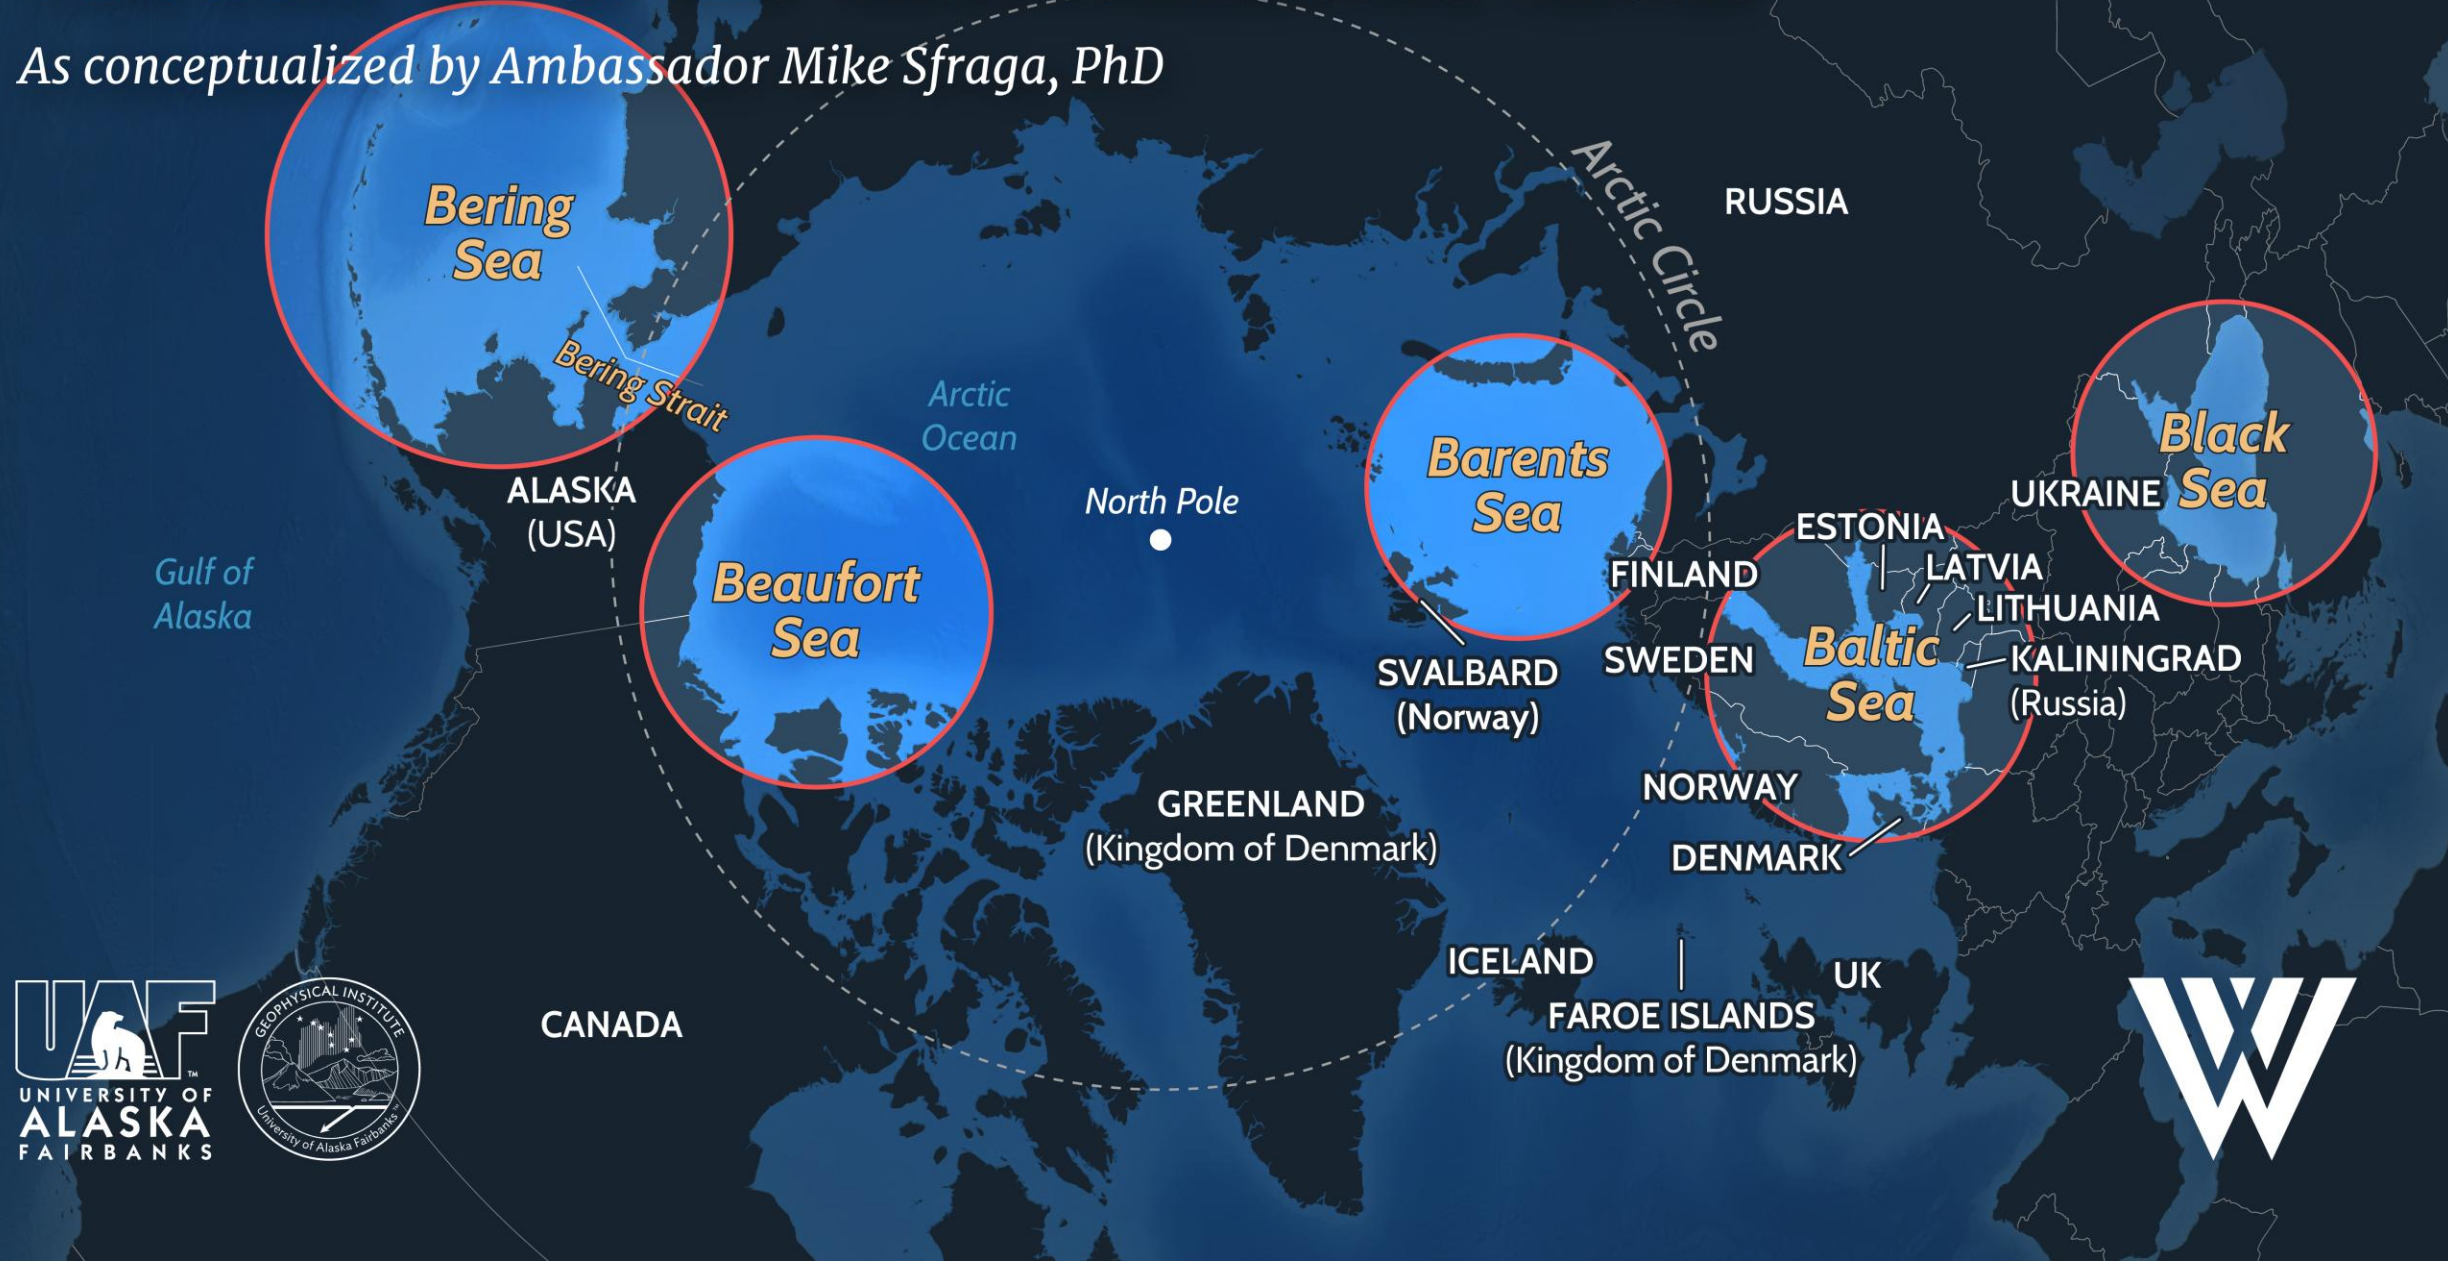 As conceptualized by Ambassador Mike Sfraga, PhD
Arctic Circle
RUSSIA
Bering
Sea
Bering Strait
Arctic
Ocean
North Pole
Barents
Sea
Black
Sea
UKRAINE
ALASKA
(USA)
Gulf of
Alaska
Beaufort
Sea
ESTONIA
LATVIA
FINLAND
LITHUANIA
Baltic
Sea
KALININGRAD
(Russia)
SWEDEN
SVALBARD
(Norway)
NORWAY
DENMARK
GREENLAND
(Kingdom of Denmark)
ICELAND
UK
FAROE ISLANDS
(Kingdom of Denmark)
CANADA
UAF
TM
UNIVERSITY OF
ALASKA
FAIRBANKS
GEOPHYSICAL INSTITUTE
University of Alaska Fairbanks™
W